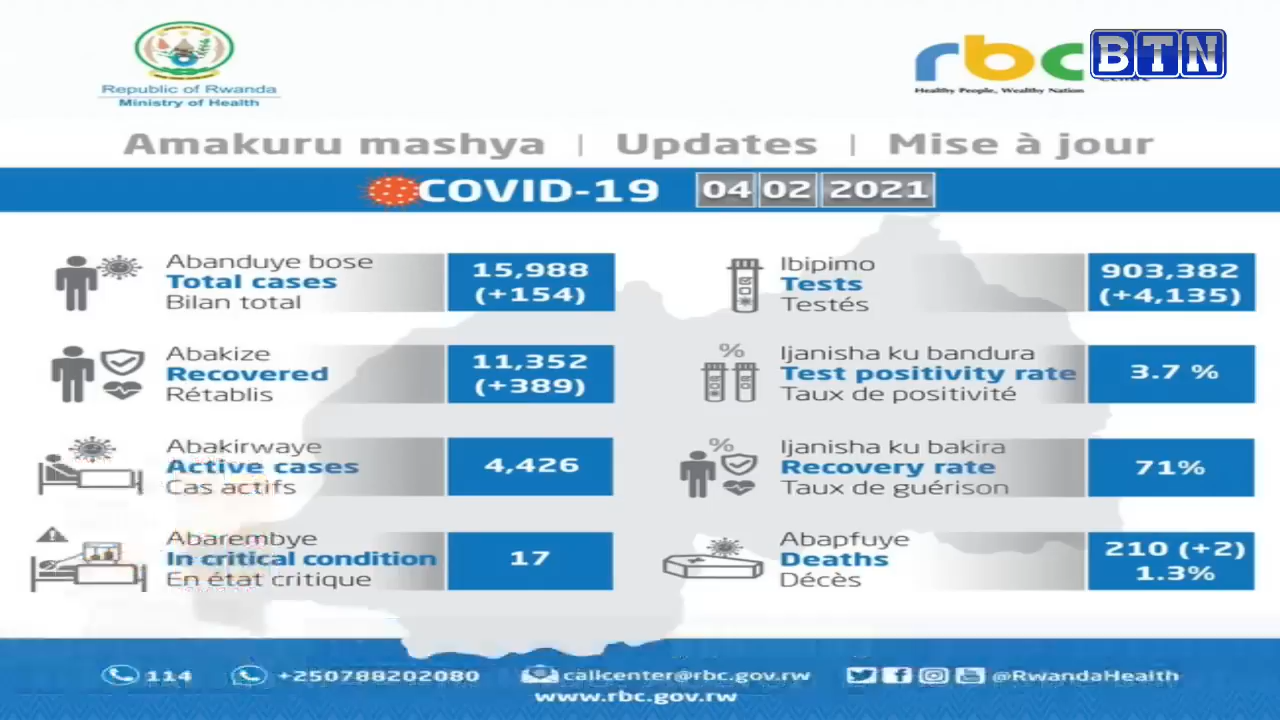 Republic of Rwanda
Ministry of Health
rbc
BTN
Healthy People, Wealthy Nation
Amakuru mashya | Updates | Mise à jour
COVID-19 04 02 2021
Abanduye bose
Total cases
Bilan total
15,988
(+154)
Ibipimo
Tests
Testés
903,382
(+4,135)
Abakize
Recovered
Rétablis
11,352
(+389)
%
Ijanisha ku bandura
Test positivity rate
Taux de positivité
3.7 %
Abakirwaye
Active cases
Cas actifs
4,426
%
Ijanisha ku bakira
Recovery rate
Taux de guérison
71%
Abarembye
In critical condition
En état critique
17
Abapfuye
Deaths
Décès
210 (+2)
1.3%
114 +250788202080 callcenter@rbc.gov.rw @RwandaHealth
www.rbc.gov.rw